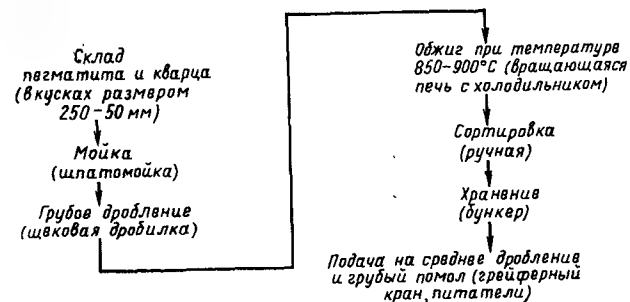 Склад
пегматита и кварца
(в кусках размером
250-50 мм)
Мойка
(шпатомойка)
Грубое дробление
(щековая дробилка)
Обжиг при температуре
850-900°С (вращающаяся
печь с холодильником)
Сортировка
(ручная)
Хранение
(бункер)
Подача на среднее дробление
и грубый помол (грейферный
кран, питатели)